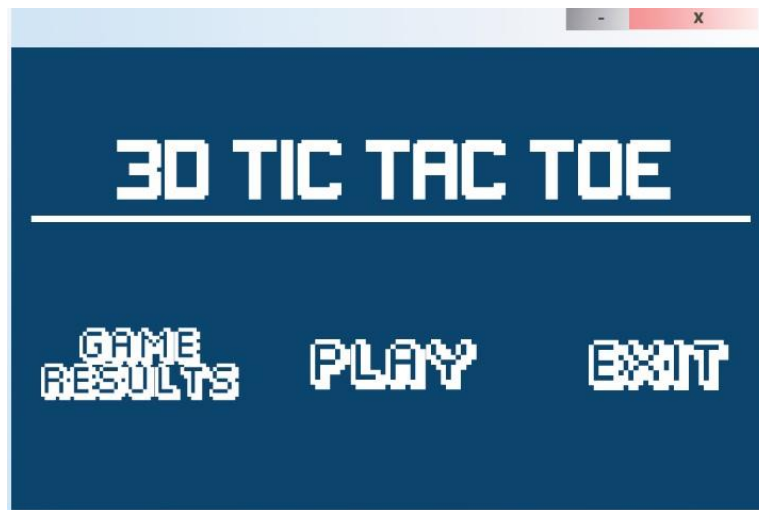 - X
3D TIC TAC TOE
GAME
RESULTS
PLAY
EXIT